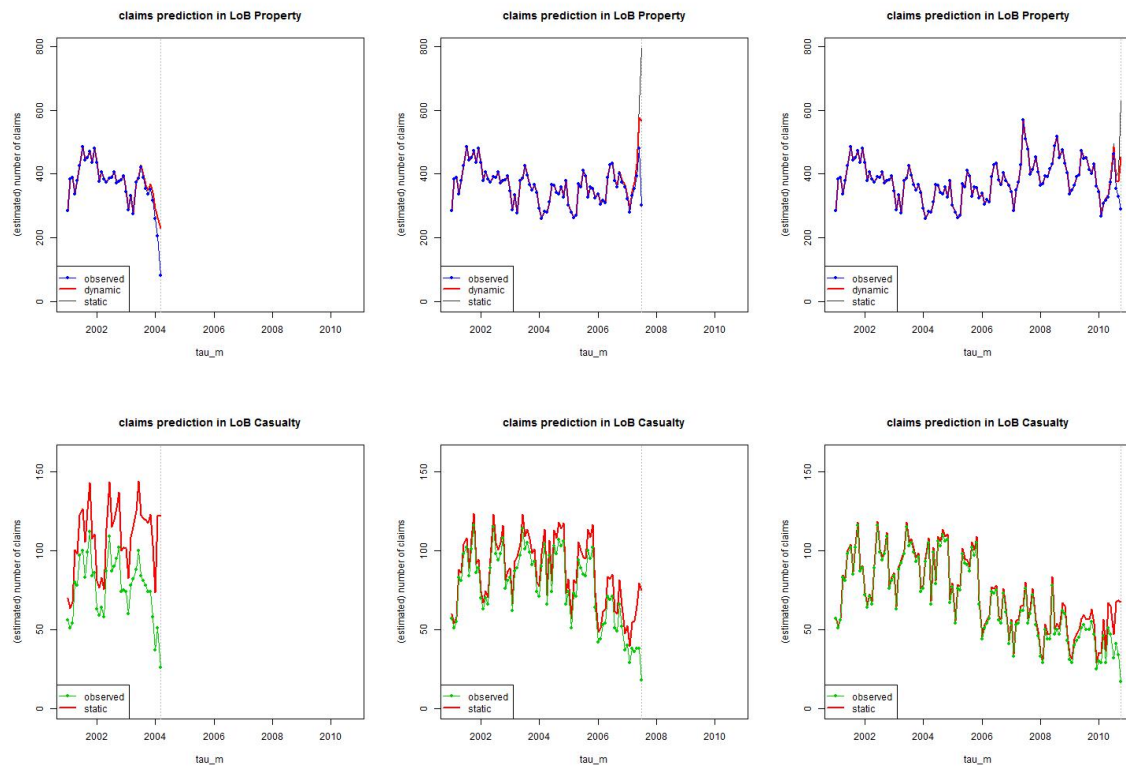 claims prediction in LoB Property
(estimated) number of claims
800
600
400
200
0
observed
dynamic
static
2002 2004 2006 2008 2010
tau_m
claims prediction in LoB Property
(estimated) number of claims
800
600
400
200
0
observed
dynamic
static
2002 2004 2006 2008 2010
tau_m
claims prediction in LoB Property
(estimated) number of claims
800
600
400
200
0
observed
dynamic
static
2002 2004 2006 2008 2010
tau_m
claims prediction in LoB Casualty
(estimated) number of claims
150
100
50
0
observed
static
2002 2004 2006 2008 2010
tau_m
claims prediction in LoB Casualty
(estimated) number of claims
150
100
50
0
observed
static
2002 2004 2006 2008 2010
tau_m
claims prediction in LoB Casualty
(estimated) number of claims
150
100
50
0
observed
static
2002 2004 2006 2008 2010
tau_m